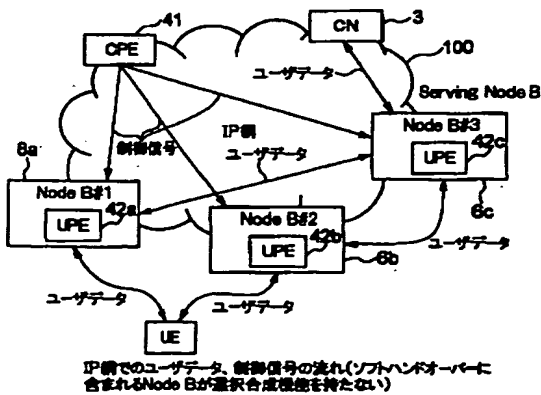 41
CPE
CN
3
100
ユーザデータ
Serving Node B
制御信号
IP網
Node B#3
UPE
42c
6a
ユーザデータ
Node B#1
UPE
42a
Node B#2
UPE
42b
6c
ユーザデータ
6b
ユーザデータ
ユーザデータ
UE
IP網でのユーザデータ、制御信号の流れ(ソフトハンドオーバーに
含まれるNode Bが選択合成機能を持たない)